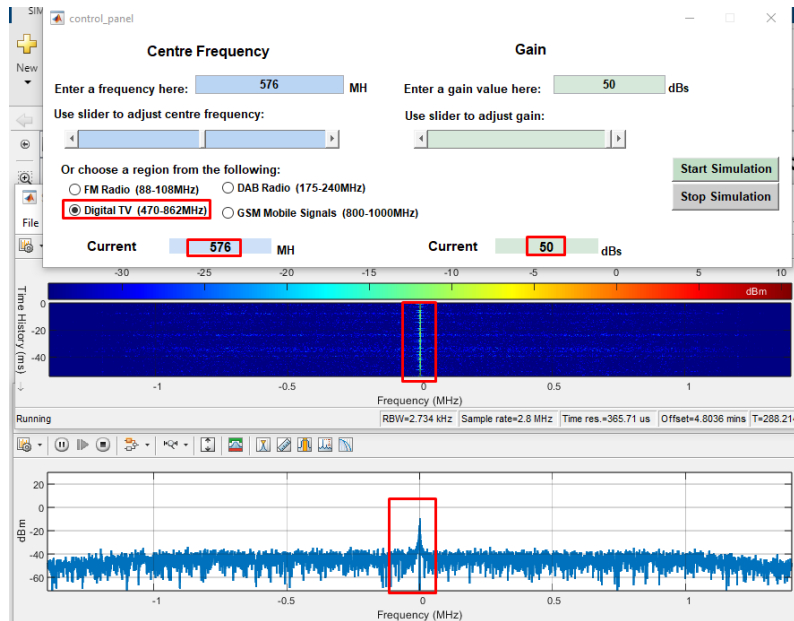 SIM
control_panel
New
Centre Frequency
Gain
Enter a frequency here:
576
MH
Enter a gain value here:
50
dBs
Use slider to adjust centre frequency:
Use slider to adjust gain:
Or choose a region from the following:
FM Radio (88-108MHz)
DAB Radio (175-240MHz)
Digital TV (470-862MHz)
GSM Mobile Signals (800-1000MHz)
Start Simulation
Stop Simulation
File
Current
576
MH
Current
50
dBs
-30 -25 -20 -15 -10 -5 0 5 10
dBm
Time History (ms)
0
-20
-40
-1 -0.5 0 0.5 1
Frequency (MHz)
Running
RBW=2.734 kHz
Sample rate=2.8 MHz
Time res.=365.71 us
Offset=4.8036 mins
T=288.214
dBm
20
0
-20
-40
-60
-1 -0.5 0 0.5 1
Frequency (MHz)